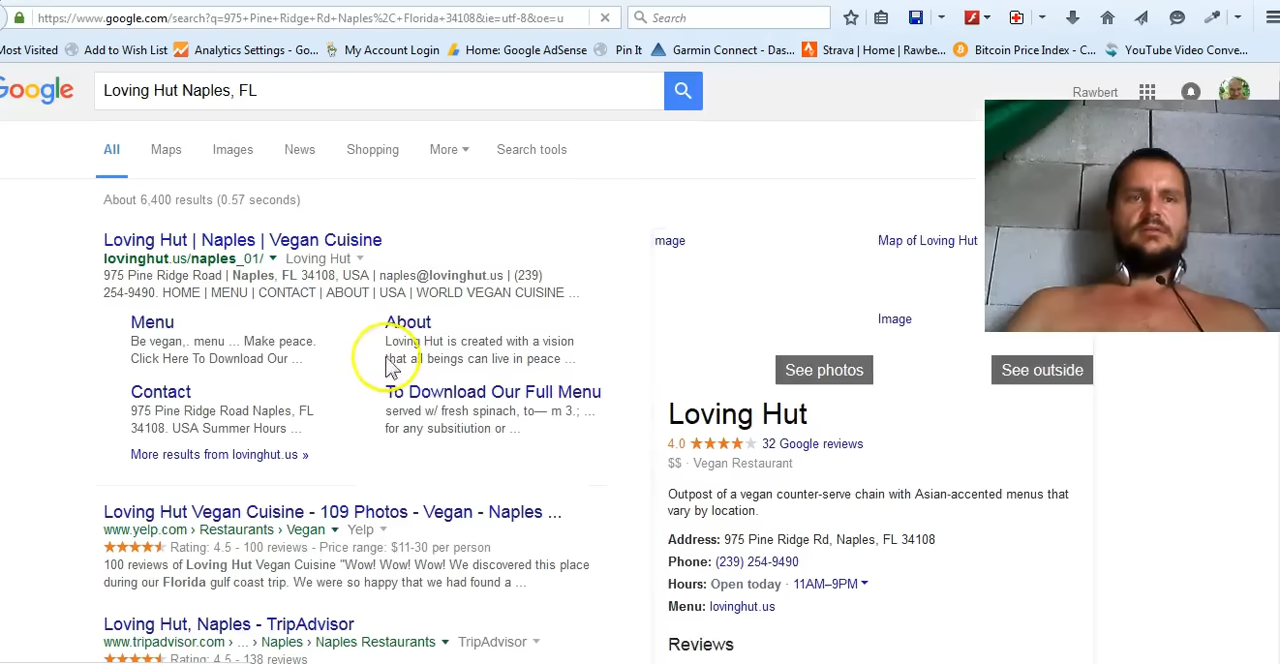 https://www.google.com/search?q=975+Pine+Ridge+Rd+Naples%2C+Florida+34108&ie=utf-8&oe=u
Search
Most Visited
Add to Wish List
Analytics Settings - Go...
My Account Login
Home: Google AdSense
Pin It
Garmin Connect - Das...
Strava | Home | Rawbe...
Bitcoin Price Index - C...
YouTube Video Conve...
Google
Loving Hut Naples, FL
Rawbert
All
Maps
Images
News
Shopping
More
Search tools
About 6,400 results (0.57 seconds)
Loving Hut | Naples | Vegan Cuisine
lovinghut.us/naples_01/ Loving Hut
975 Pine Ridge Road | Naples, FL 34108, USA | naples@lovinghut.us | (239)
254-9490. HOME | MENU | CONTACT | ABOUT | USA | WORLD VEGAN CUISINE ...
Menu
Be vegan,. menu ... Make peace.
Click Here To Download Our ...
About
Loving Hut is created with a vision
that all beings can live in peace ...
Contact
975 Pine Ridge Road Naples, FL
34108. USA Summer Hours ...
To Download Our Full Menu
served w/ fresh spinach, to— m 3.; ...
for any subsitiution or ...
More results from lovinghut.us »
Loving Hut Vegan Cuisine - 109 Photos - Vegan - Naples ...
www.yelp.com › Restaurants › Vegan Yelp
Rating: 4.5 - 100 reviews - Price range: $11-30 per person
100 reviews of Loving Hut Vegan Cuisine "Wow! Wow! Wow! We discovered this place
during our Florida gulf coast trip. We were so happy that we had found a ...
Loving Hut, Naples - TripAdvisor
www.tripadvisor.com › ... › Naples › Naples Restaurants TripAdvisor
Rating: 4.5 - 138 reviews
mage
Map of Loving Hut
Image
See photos
See outside
Loving Hut
4.0 32 Google reviews
$$ · Vegan Restaurant
Outpost of a vegan counter-serve chain with Asian-accented menus that
vary by location.
Address: 975 Pine Ridge Rd, Naples, FL 34108
Phone: (239) 254-9490
Hours: Open today · 11AM–9PM
Menu: lovinghut.us
Reviews